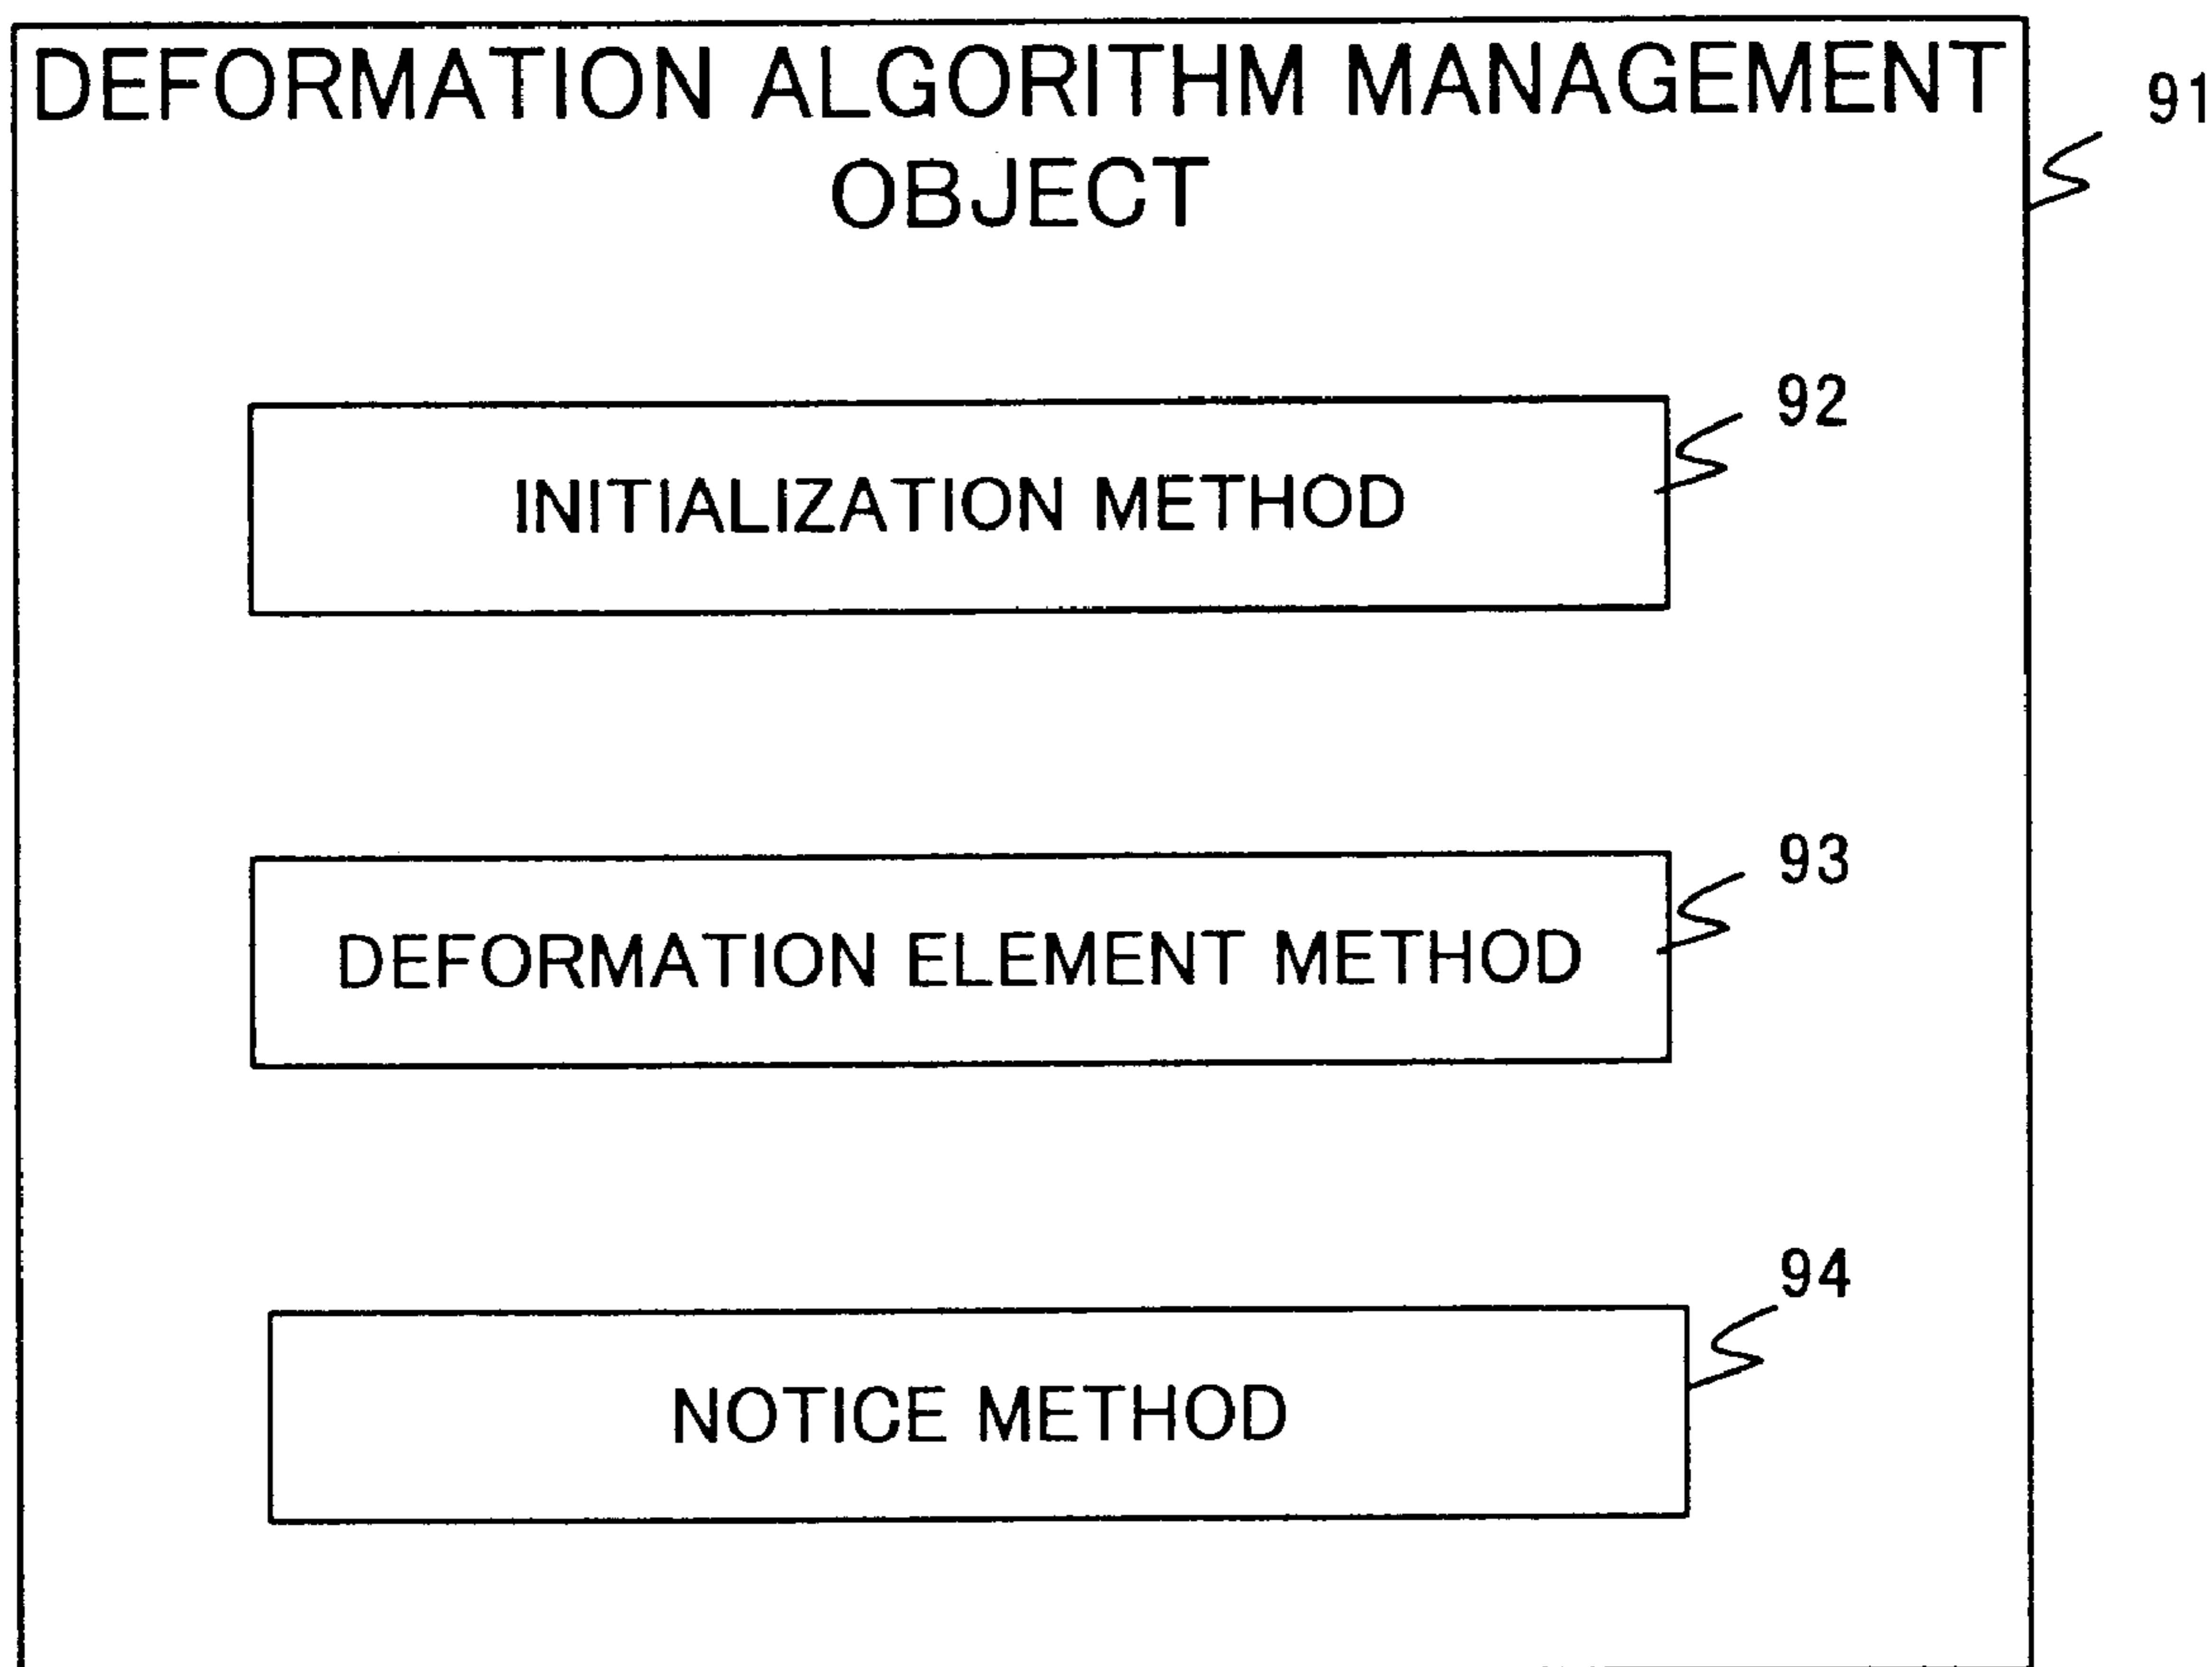 DEFORMATION ALGORITHM MANAGEMENT
OBJECT
91
92
INITIALIZATION METHOD
93
DEFORMATION ELEMENT METHOD
94
NOTICE METHOD